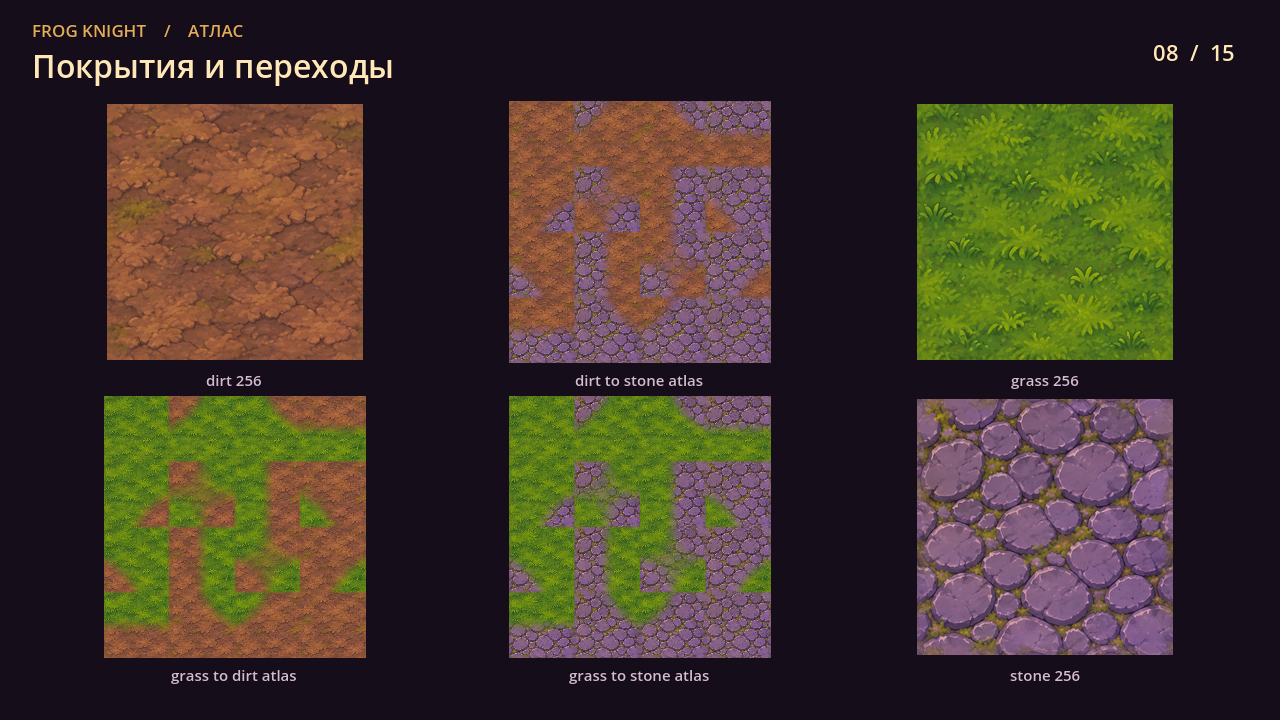 FROG KNIGHT / АТЛАС
Покрытия и переходы
08 / 15
dirt 256
dirt to stone atlas
grass 256
grass to dirt atlas
grass to stone atlas
stone 256